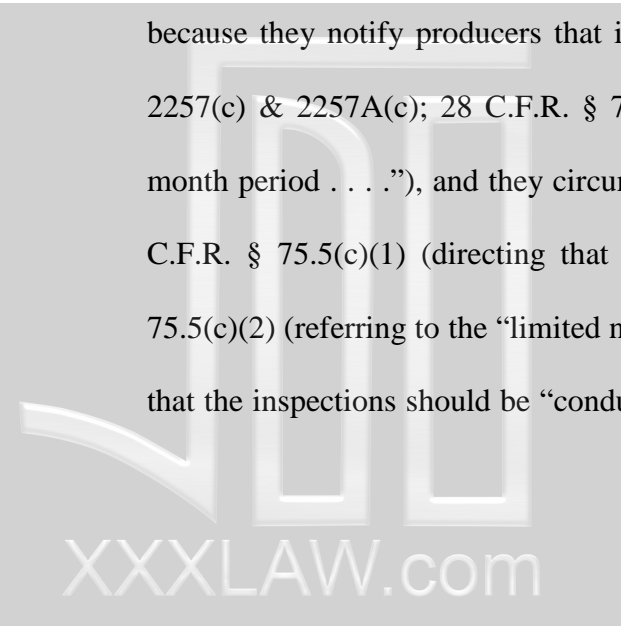 because they notify producers that i
2257(c) & 2257A(c); 28 C.F.R. § 7
month period . . . ."), and they circu
C.F.R. § 75.5(c)(1) (directing that
75.5(c)(2) (referring to the “limited
that the inspections should be “condu
XXXLAW.com